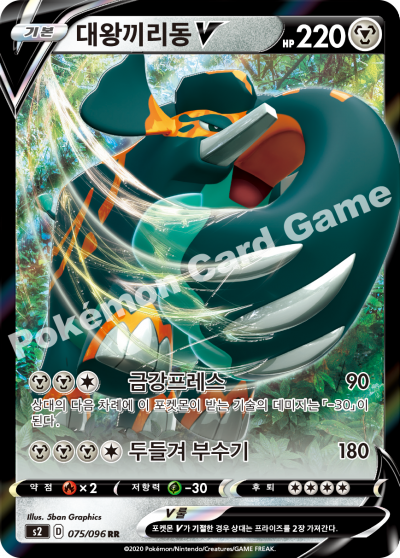 기본 대왕끼리동 V HP 220
Pokémon Card Game
금강프레스 90
상대의 다음 차례에 이 포켓몬이 받는 기술의 데미지는 「-30」이
된다.
두들겨 부수기 180
약점 ×2 저항력 -30 후퇴
Illus. 5ban Graphics
V룰
s2 D 075/096 RR
포켓몬 V가 기절한 경우 상대는 프라이즈를 2장 가져간다.
©2020 Pokémon/Nintendo/Creatures/GAME FREAK.